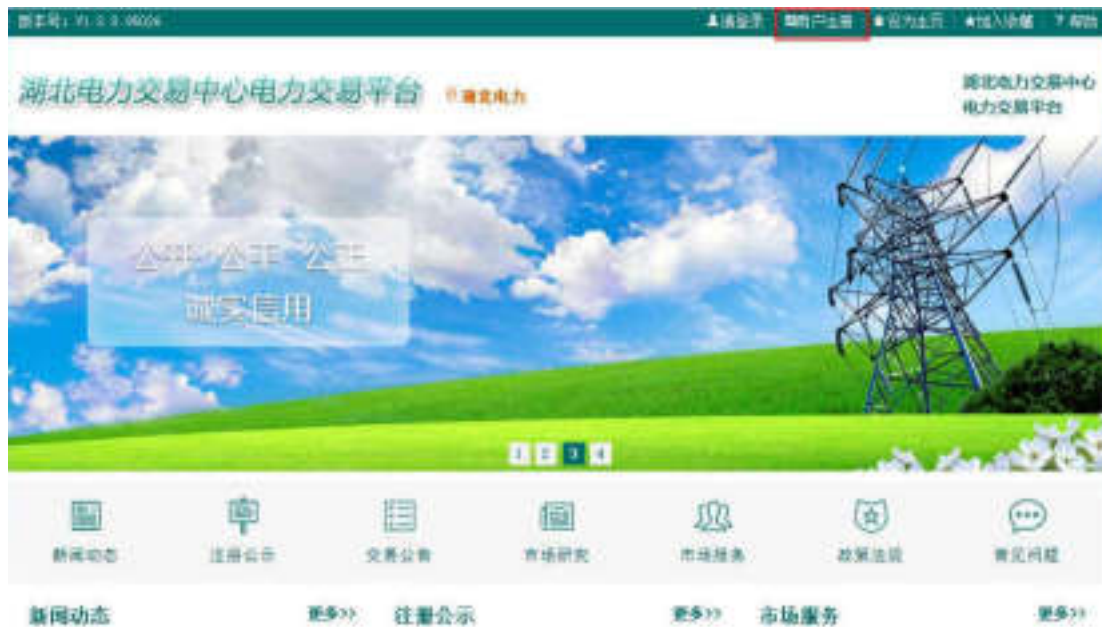 请登录 用户注册 设为主页 加入收藏 ? 帮助
湖北电力交易中心电力交易平台
湖北电力
湖北电力交易中心
电力交易平台
公开 公平 公正
诚实信用
1 2 3 4
新闻动态 注册公示 交易公告 市场研究 市场服务 政策法规 常见问题
新闻动态 更多>> 注册公示 更多>> 市场服务 更多>>